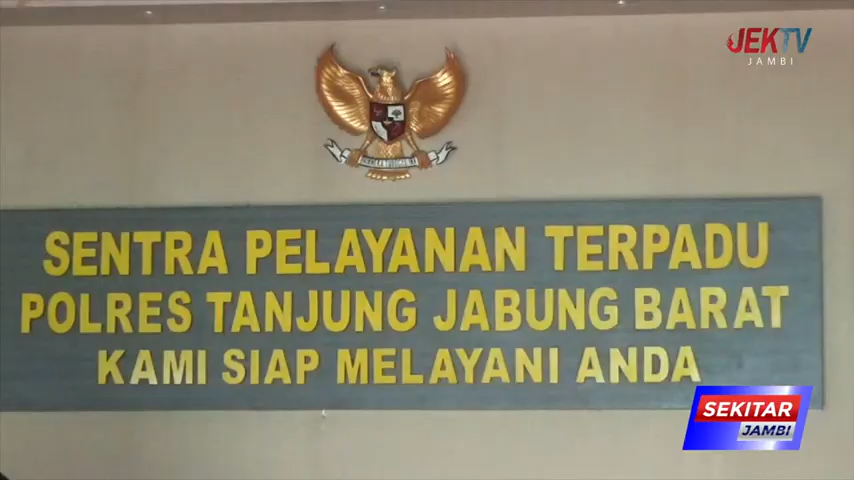 JEKTV
JAMBI
SENTRA PELAYANAN TERPADU
POLRES TANJUNG JABUNG BARAT
KAMI SIAP MELAYANI ANDA
SEKITAR
JAMBI